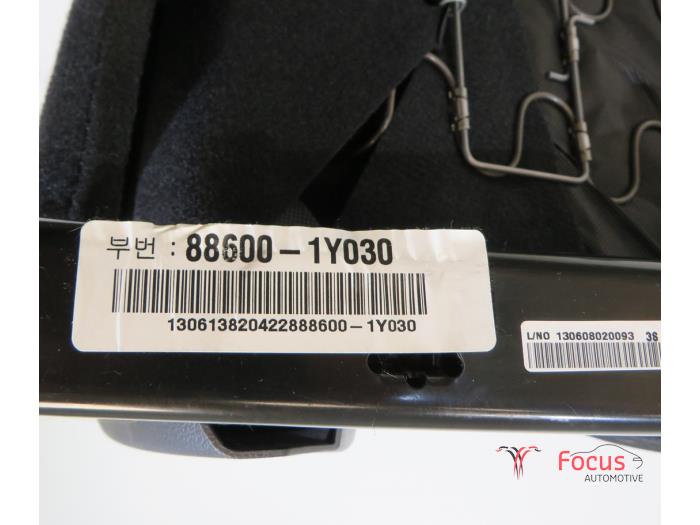 부번 : 88600-1Y030
130613820422888600-1Y030
L/NO 130608020093 3S
Focus
AUTOMOTIVE